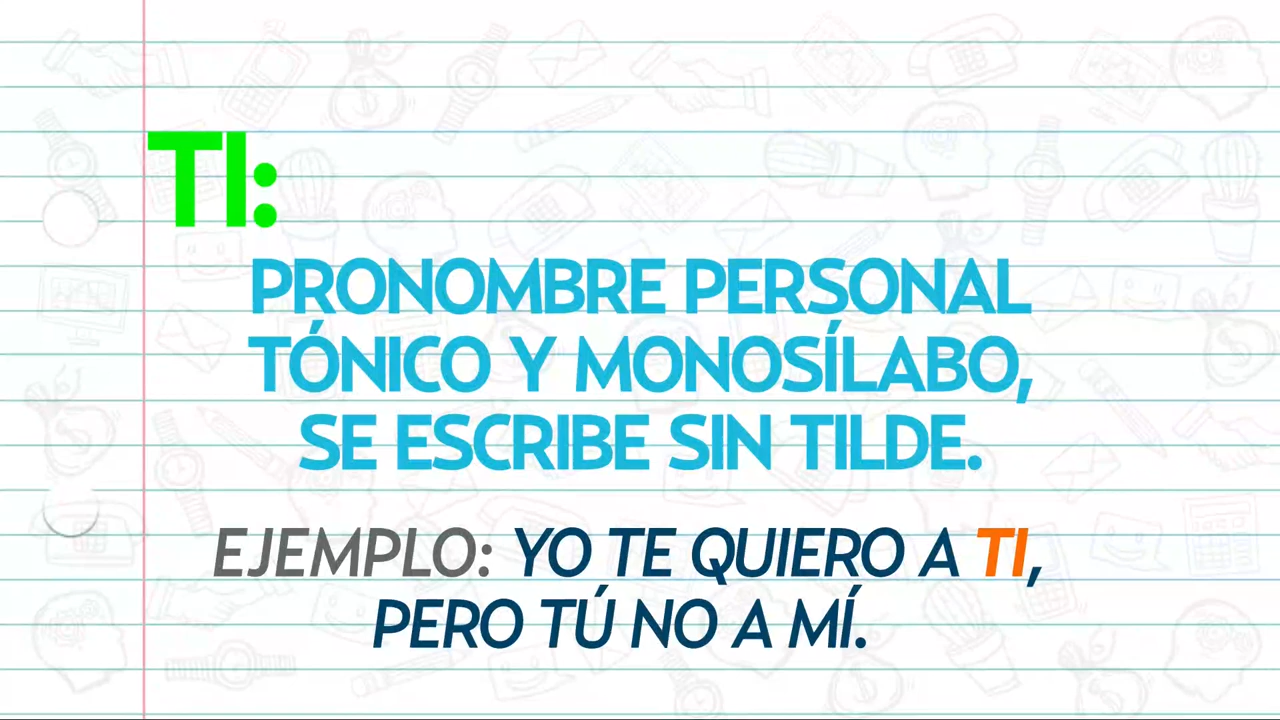 TI:
PRONOMBRE PERSONAL
TÓNICO Y MONOSÍLABO,
SE ESCRIBE SIN TILDE.
EJEMPLO: YO TE QUIERO A TI,
PERO TÚ NO A MÍ.